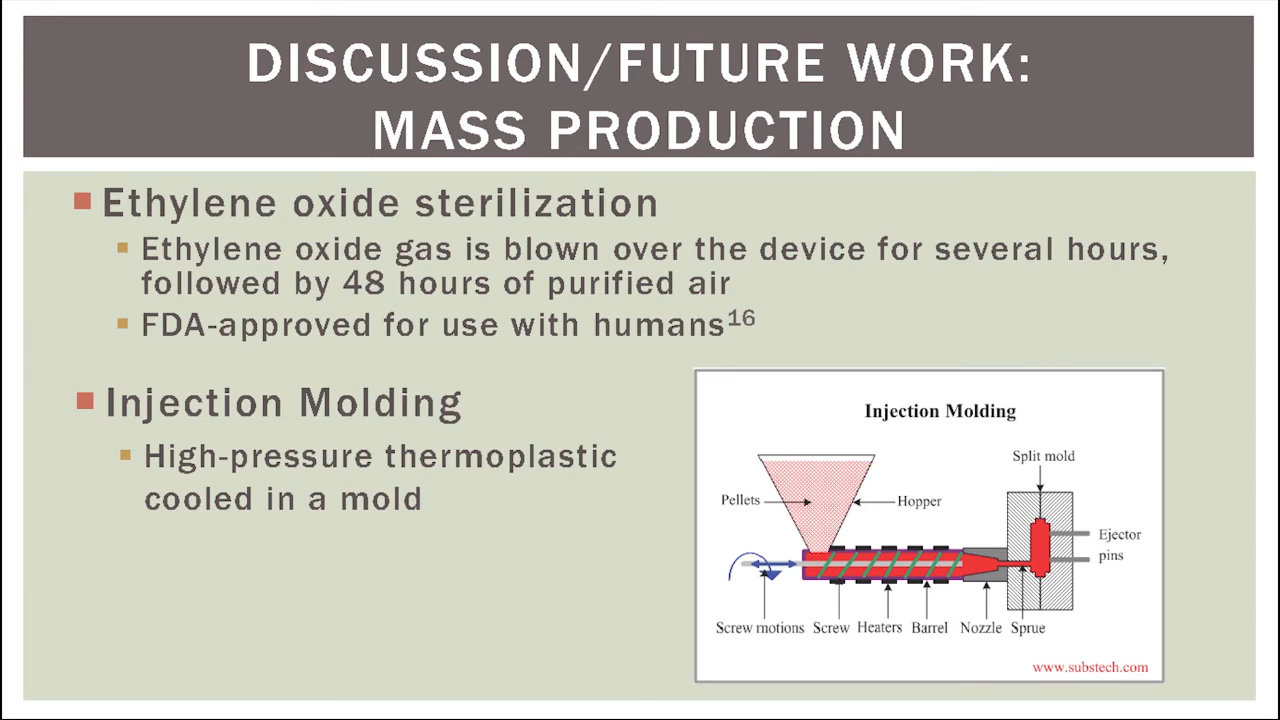 DISCUSSION/FUTURE WORK:
MASS PRODUCTION
Ethylene oxide sterilization
Ethylene oxide gas is blown over the device for several hours,
followed by 48 hours of purified air
FDA-approved for use with humans16
Injection Molding
High-pressure thermoplastic
cooled in a mold
Injection Molding
Split mold
Pellets
Hopper
Ejector
pins
Screw motions
Screw
Heaters
Barrel
Nozzle
Sprue
www.substech.com